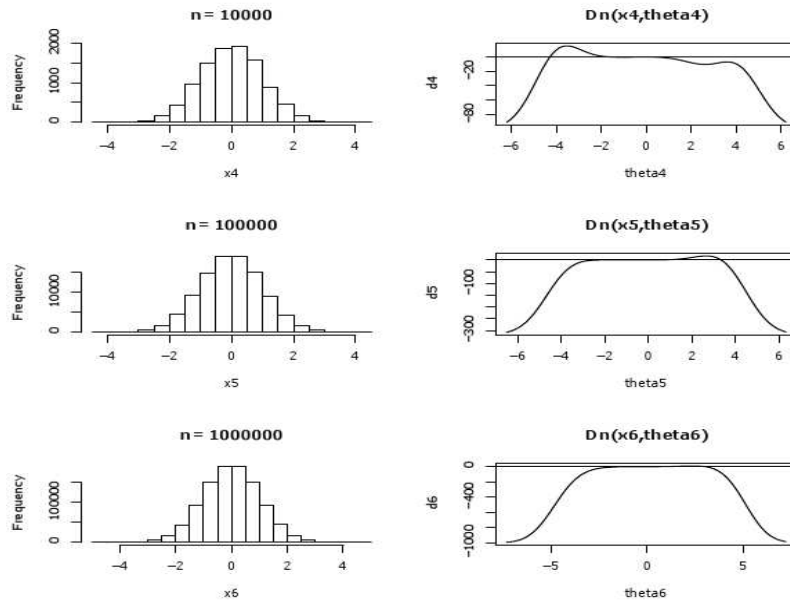 n = 10000
Frequency
0 1000 2000
−4 −2 0 2 4
x4
Dn(x4,theta4)
d4
−80 −20
−6 −4 −2 0 2 4 6
theta4
n = 100000
Frequency
0 10000
−4 −2 0 2 4
x5
Dn(x5,theta5)
d5
−300 −100
−6 −4 −2 0 2 4 6
theta5
n = 1000000
Frequency
0 100000
−4 −2 0 2 4
x6
Dn(x6,theta6)
d6
−1000 −400 0
−5 0 5
theta6